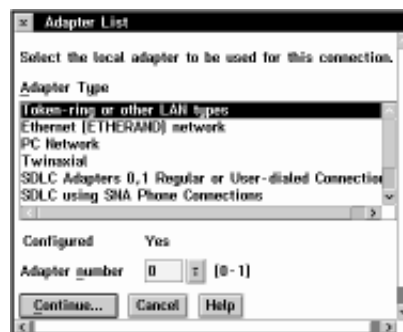 Adapter List
Select the local adapter to be used for this connection.
Adapter Type
Token-ring or other LAN types
Ethernet (ETHERAND) network
PC Network
Twinaxial
SDLC Adapters 0,1 Regular or User-dialed Connection
SDLC using SNA Phone Connections
Configured Yes
Adapter number 0 (0-1)
Continue... Cancel Help